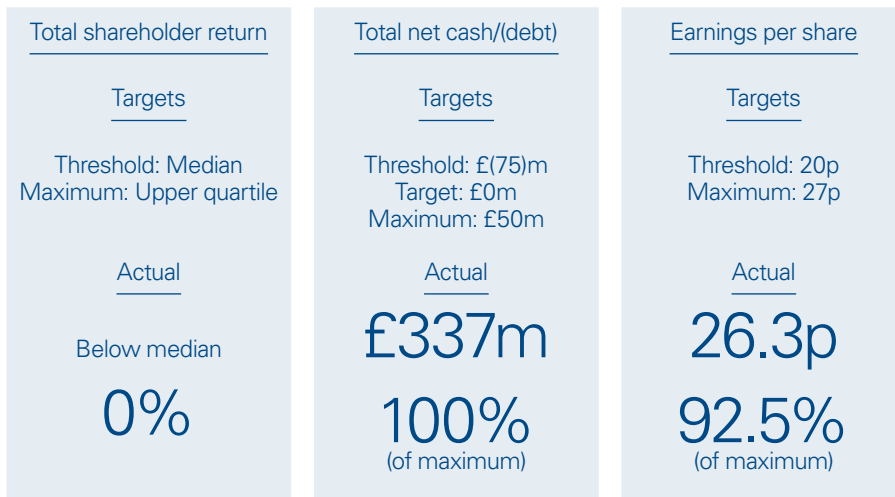 Total shareholder return
Targets
Threshold: Median
Maximum: Upper quartile
Actual
Below median
0%
Total net cash/(debt)
Targets
Threshold: £(75)m
Target: £0m
Maximum: £50m
Actual
£337m
100%
(of maximum)
Earnings per share
Targets
Threshold: 20p
Maximum: 27p
Actual
26.3p
92.5%
(of maximum)